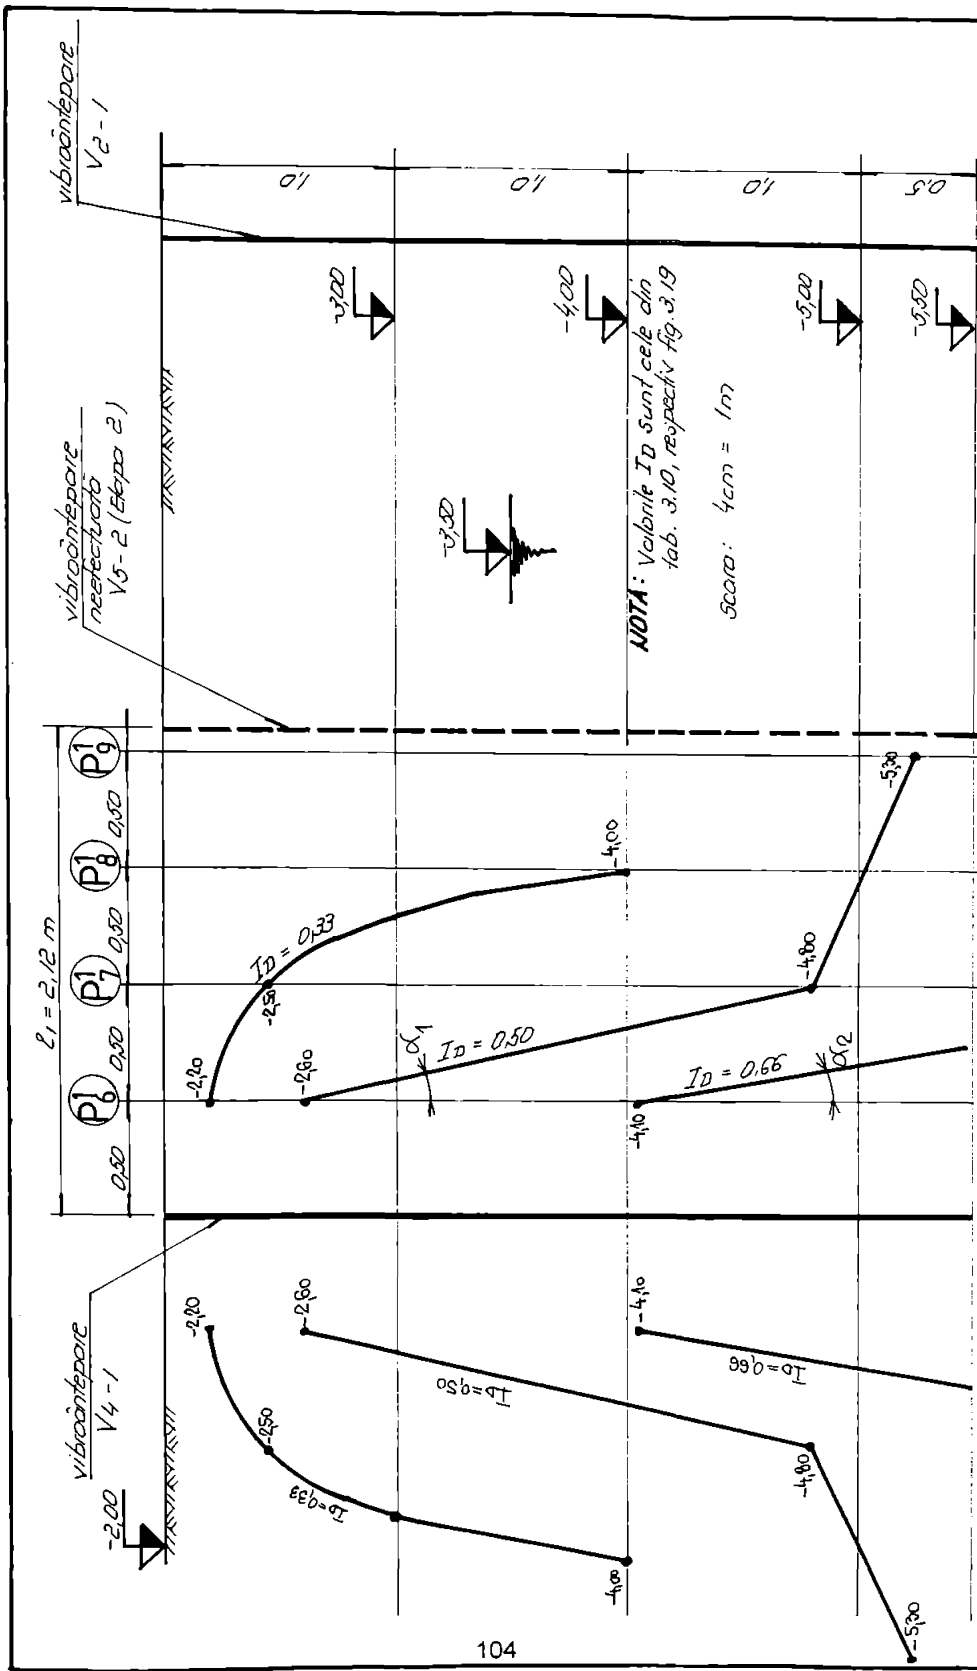 vibroînțepare
V4-1
-2,00
l₁ = 2,12 m
P¹6
P¹7
P¹8
P¹9
0,50
0,50
0,50
0,50
vibroînțepare
neefectuată
V5-2 (Etapa 2)
vibroînțepare
V2-1
-2,20
-2,50
-2,60
ID=0,33
ID=0,50
-4,00
-4,10
ID=0,66
-4,80
-5,30
-2,20
-2,50
ID = 0,33
-2,60
α1
ID = 0,50
-4,00
-4,10
ID = 0,66
α2
-4,80
-5,30
-3,50
-3,00
-4,00
-5,00
-5,50
1,0
1,0
1,0
0,5
NOTĂ: Valorile ID sunt cele din
tab. 3.10, respectiv fig. 3.19
Scara: 4cm = 1m
104